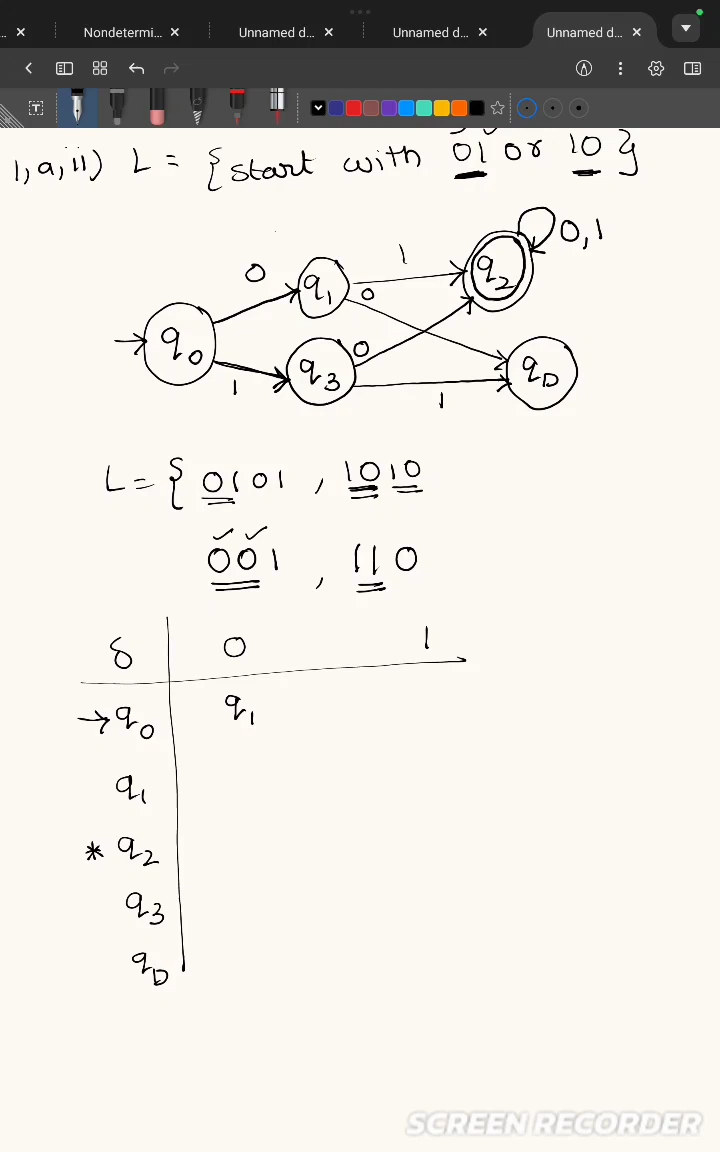 Nondetermi... Unnamed d... Unnamed d... Unnamed d...
T
1,a,ii) L = {start with 01 or 10}
0 1 0,1
q1 q2
0
q0
q3 0 qD
1 1
L = { 0101 , 1010
001 , 110
δ 0 1
→q0 q1
q1
* q2
q3
qD
SCREEN RECORDER